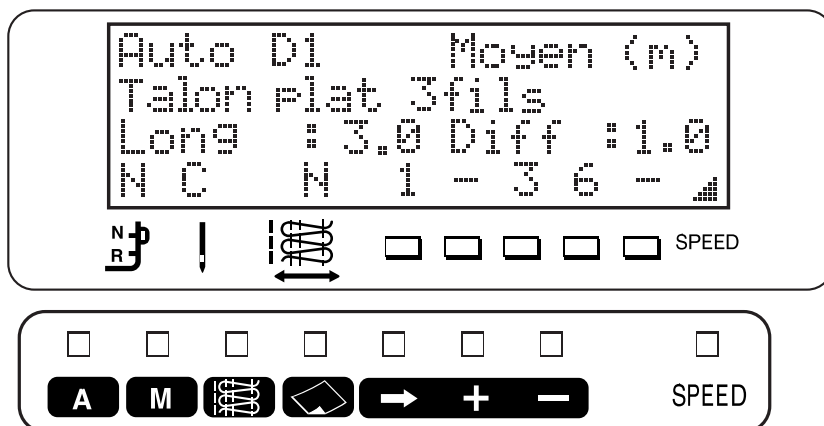 Auto D1 Moyen (m)
Talon plat 3fils
Long :3.0 Diff :1.0
N C N 1 - 3 6 -
N
R
SPEED
A M + - SPEED